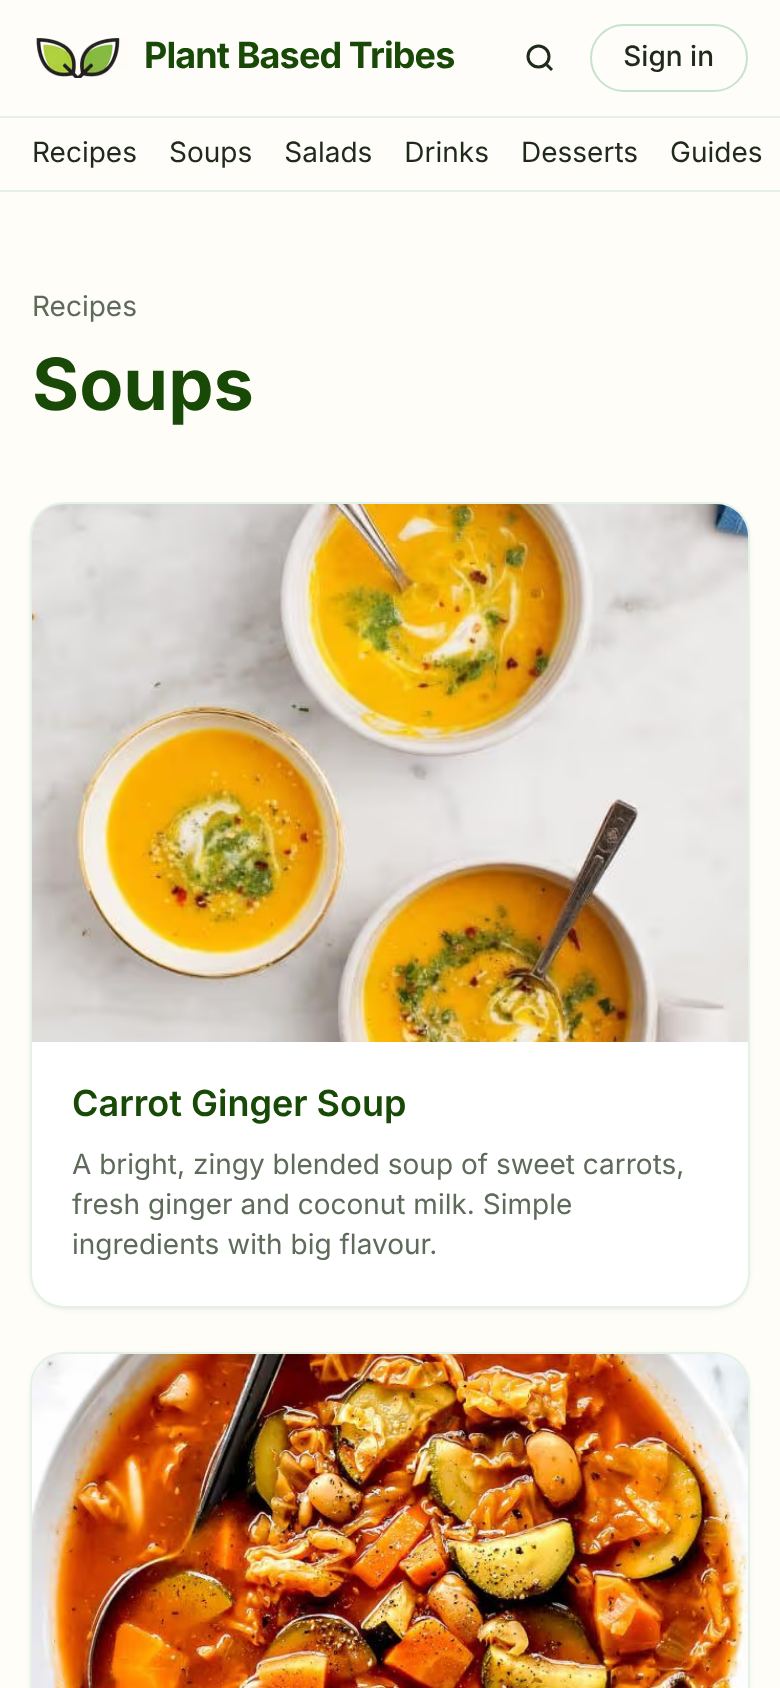 Plant Based Tribes
Sign in
Recipes Soups Salads Drinks Desserts Guides
Recipes
Soups
Carrot Ginger Soup
A bright, zingy blended soup of sweet carrots,
fresh ginger and coconut milk. Simple
ingredients with big flavour.